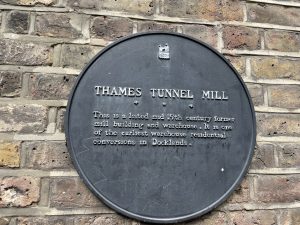 THAMES TUNNEL MILL
This is a listed mid 19th century former
mill building and warehouse. It is one
of the earliest warehouse residential
conversions in Docklands.